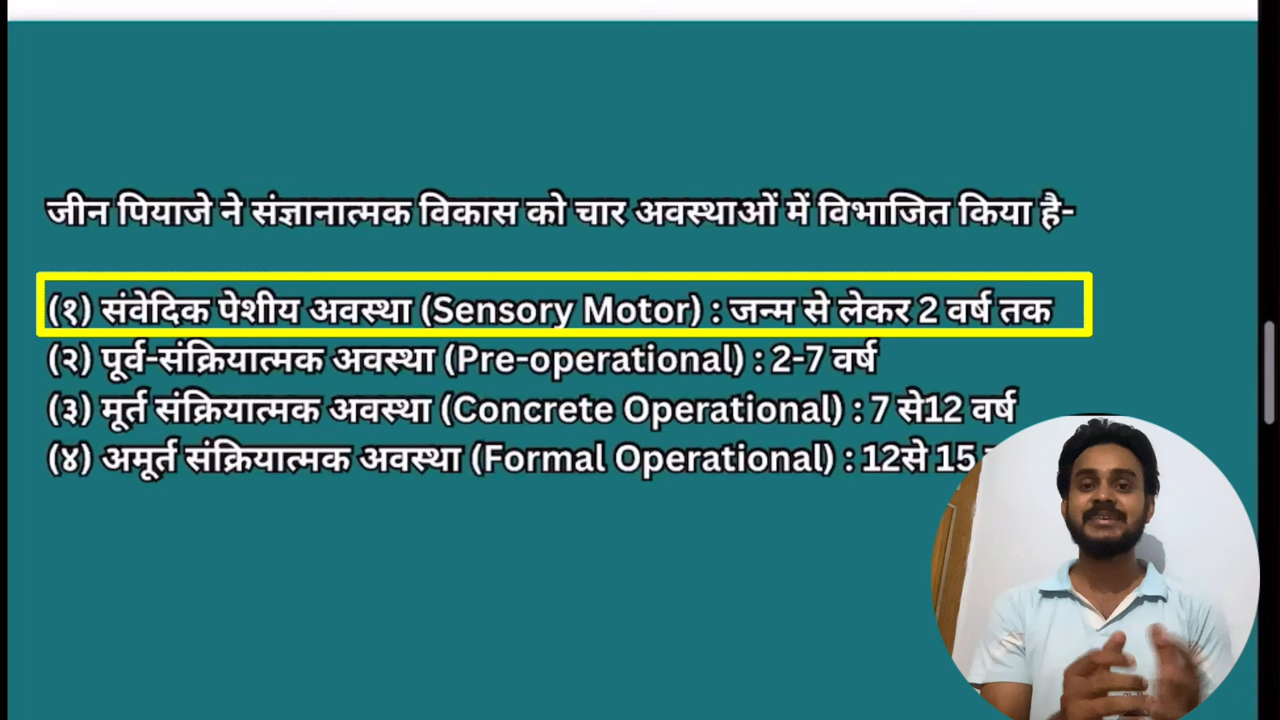 जीन पियाजे ने संज्ञानात्मक विकास को चार अवस्थाओं में विभाजित किया है-
(१) संवेदिक पेशीय अवस्था (Sensory Motor) : जन्म से लेकर 2 वर्ष तक
(२) पूर्व-संक्रियात्मक अवस्था (Pre-operational) : 2-7 वर्ष
(३) मूर्त संक्रियात्मक अवस्था (Concrete Operational) : 7 से12 वर्ष
(४) अमूर्त संक्रियात्मक अवस्था (Formal Operational) : 12से 15